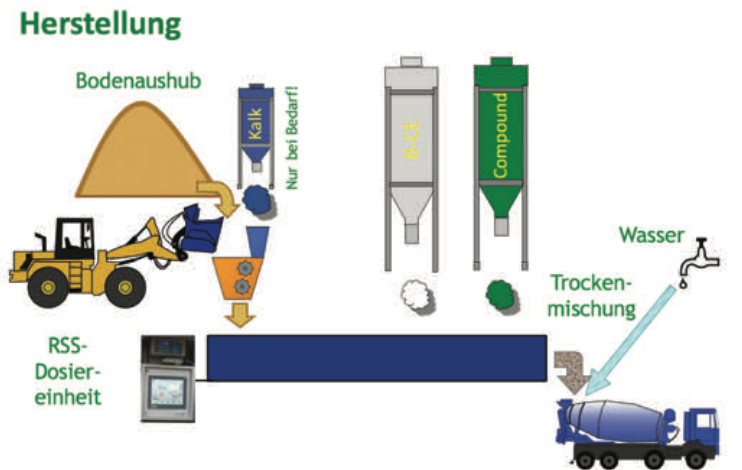 Herstellung
Bodenaushub
Kalk
Nur bei Bedarf!
B-CE
Compound
Wasser
Trocken-
mischung
RSS-
Dosier-
einheit